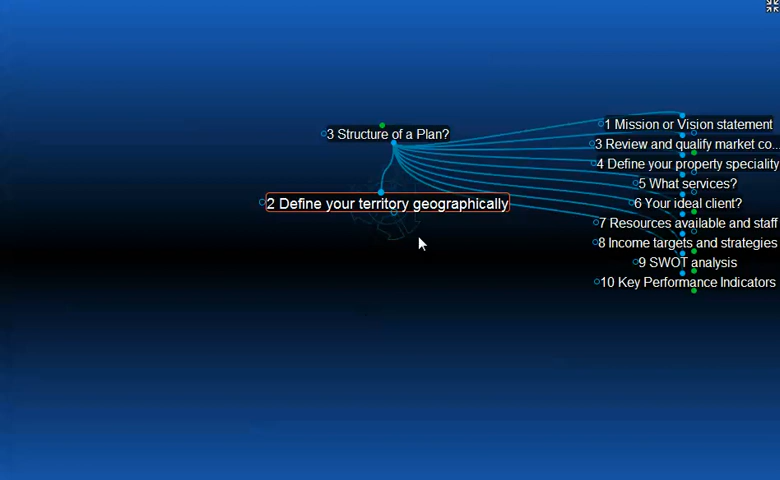 3 Structure of a Plan?
2 Define your territory geographically
1 Mission or Vision statement
3 Review and qualify market co...
4 Define your property speciality
5 What services?
6 Your ideal client?
7 Resources available and staff
8 Income targets and strategies
9 SWOT analysis
10 Key Performance Indicators